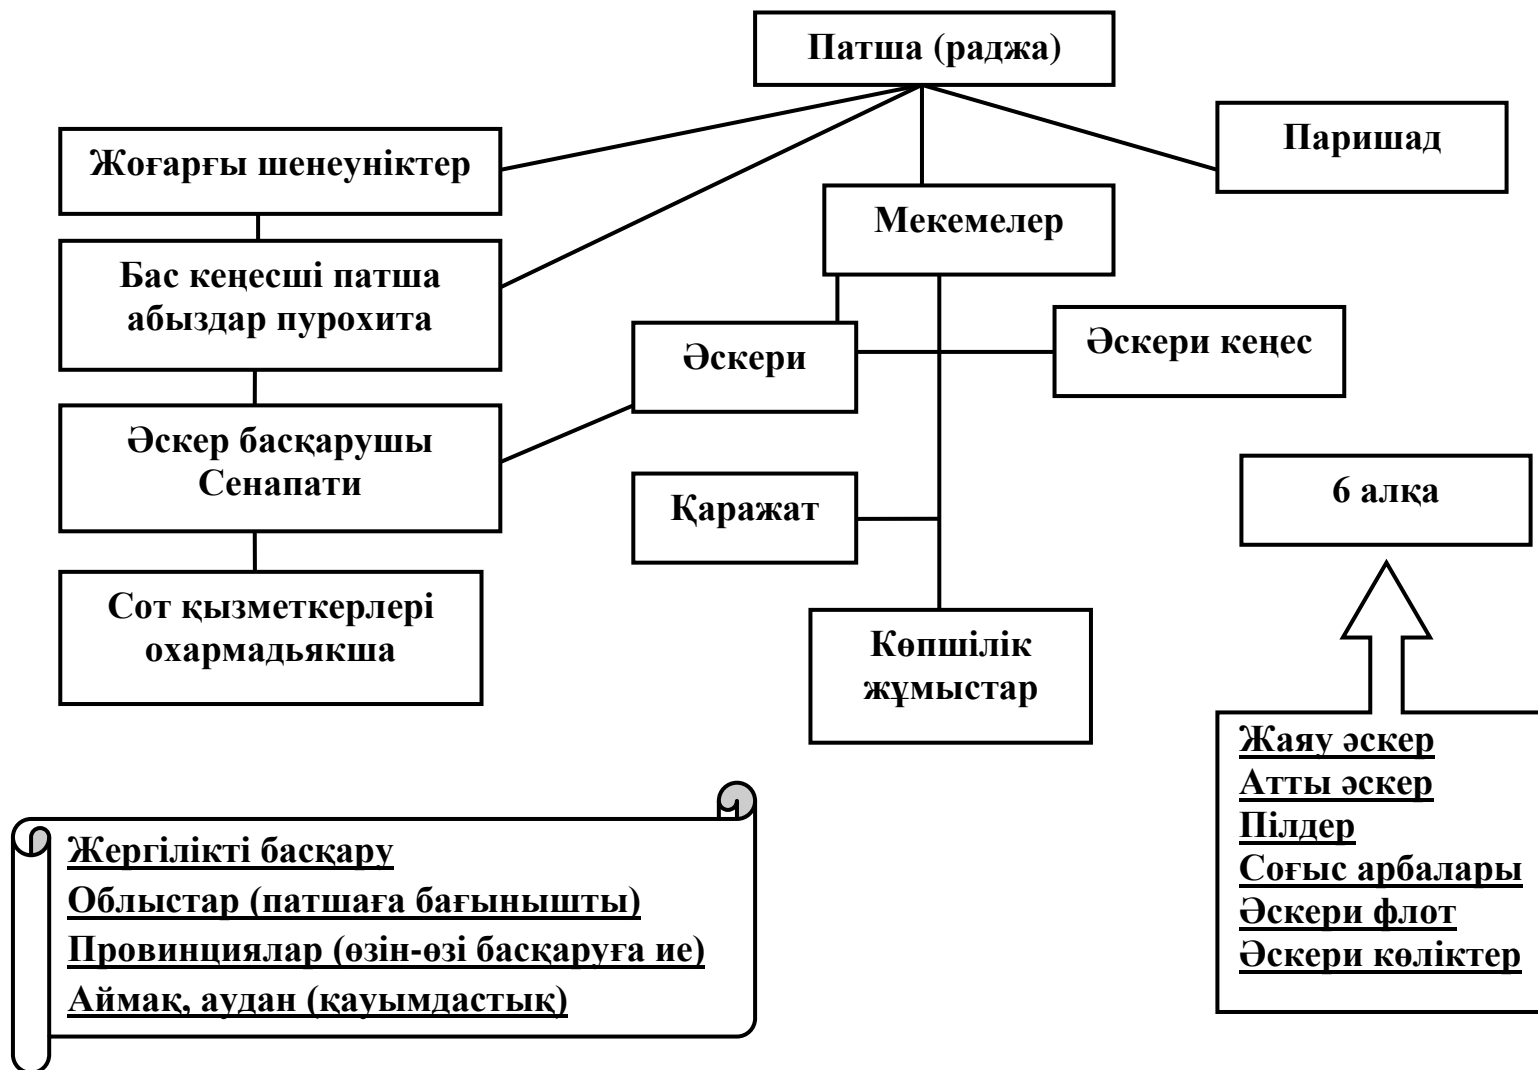 Патша (раджа)
Паришад
Жоғарғы шенеуніктер
Мекемелер
Бас кеңесші патша
абыздар пурохита
Әскери
Әскери кеңес
Әскер басқарушы
Сенапати
Қаражат
6 алқа
Сот қызметкерлері
охармадьякша
Көпшілік
жұмыстар
Жаяу әскер
Атты әскер
Пілдер
Соғыс арбалары
Әскери флот
Әскери көліктер
Жергілікті басқару
Облыстар (патшаға бағынышты)
Провинциялар (өзін-өзі басқаруға ие)
Аймақ, аудан (қауымдастық)